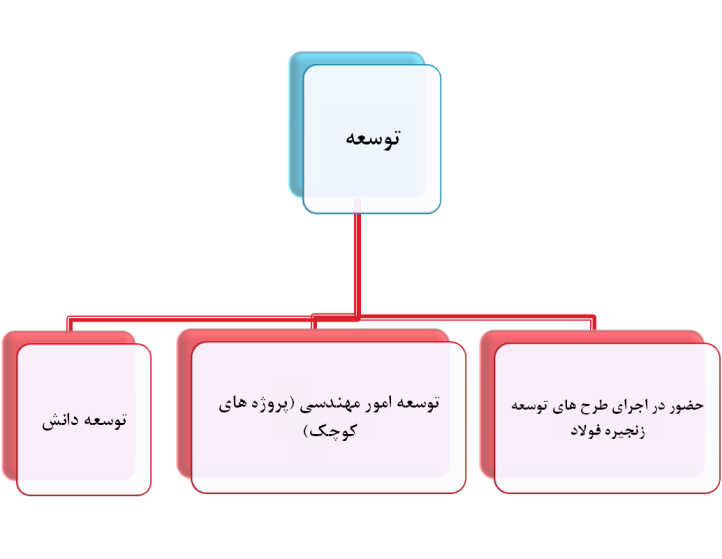 توسعه
حضور در اجرای طرح های توسعه
زنجیره فولاد
توسعه امور مهندسی (پروژه های
کوچک)
توسعه دانش